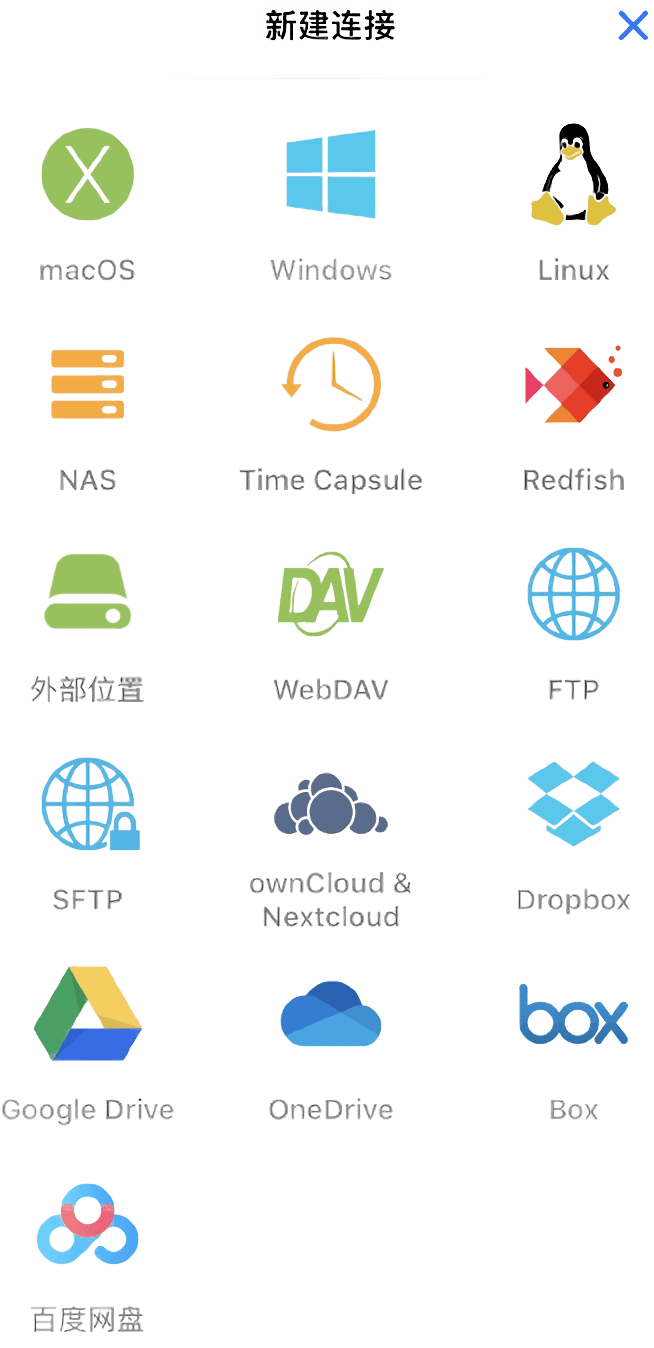 新建连接
macOS
Windows
Linux
NAS
Time Capsule
Redfish
外部位置
DAV
WebDAV
FTP
SFTP
ownCloud &
Nextcloud
Dropbox
box
Google Drive
OneDrive
Box
百度网盘